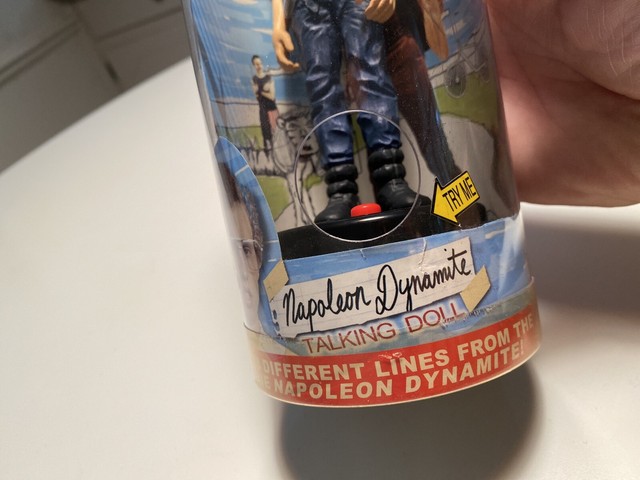 TRY ME
Napoleon Dynamite
TALKING DOLL
DIFFERENT LINES FROM THE
NAPOLEON DYNAMITE!